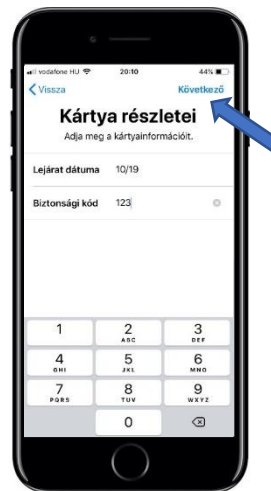 vodafone HU 20:10 44%
Vissza Következő
Kártya részletei
Adja meg a kártyainformációit.
Lejárat dátuma 10/19
Biztonsági kód 123
1 2 3
ABC DEF
4 5 6
GHI JKL MNO
7 8 9
PQRS TUV WXYZ
0